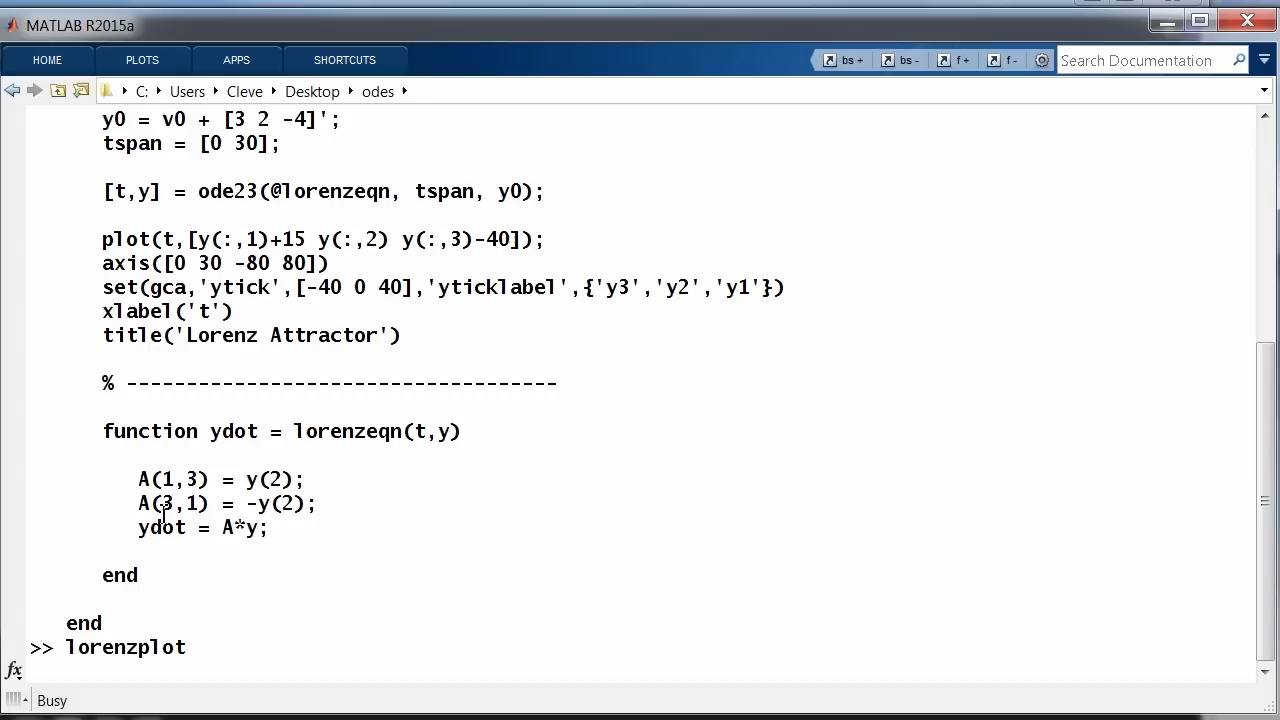 MATLAB R2015a
HOME PLOTS APPS SHORTCUTS bs + bs - f + f - Search Documentation
C: Users Cleve Desktop odes
y0 = v0 + [3 2 -4]';
tspan = [0 30];
[t,y] = ode23(@lorenzeqn, tspan, y0);
plot(t,[y(:,1)+15 y(:,2) y(:,3)-40]);
axis([0 30 -80 80])
set(gca,'ytick',[-40 0 40],'yticklabel',{'y3','y2','y1'})
xlabel('t')
title('Lorenz Attractor')
% ------------------------------------
function ydot = lorenzeqn(t,y)
A(1,3) = y(2);
A(3,1) = -y(2);
ydot = A*y;
end
end
>> lorenzplot
fx
Busy